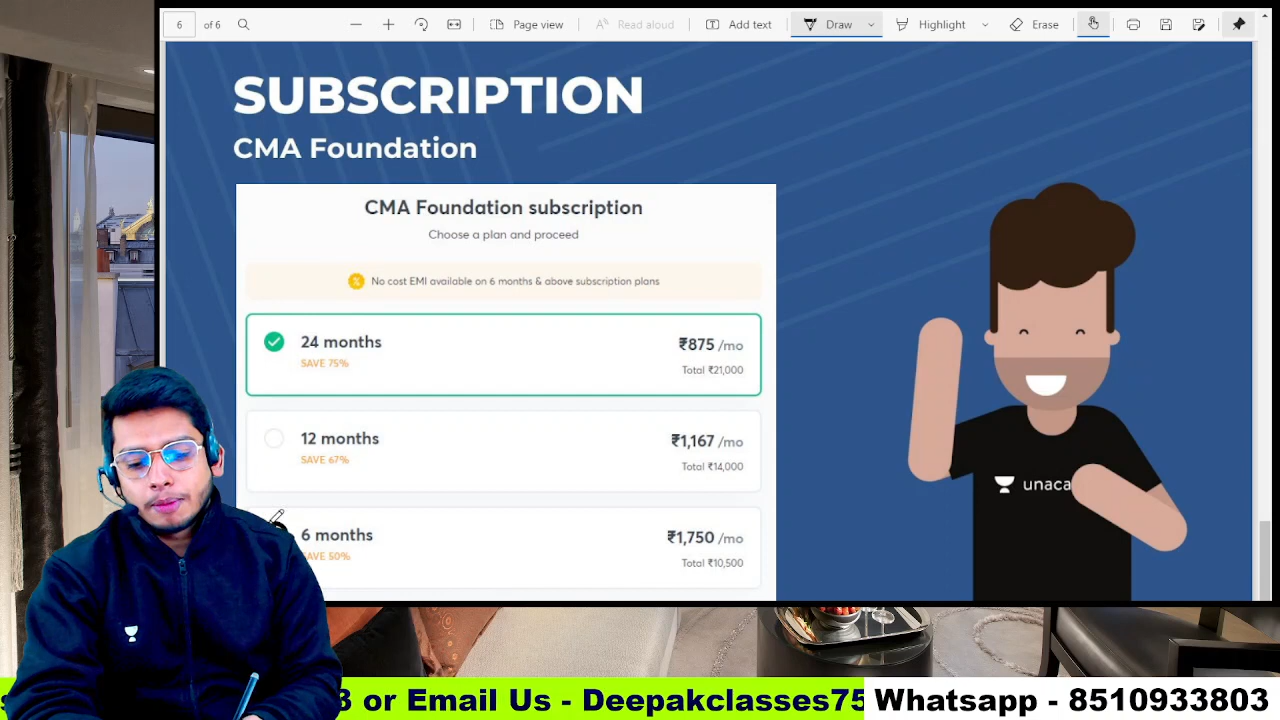 6 of 6 Page view Read aloud Add text Draw Highlight Erase
SUBSCRIPTION
CMA Foundation
CMA Foundation subscription
Choose a plan and proceed
No cost EMI available on 6 months & above subscription plans
24 months ₹875 /mo
SAVE 75% Total ₹21,000
12 months ₹1,167 /mo
SAVE 67% Total ₹14,000
6 months ₹1,750 /mo
SAVE 50% Total ₹10,500
unaca
3 or Email Us - Deepakclasses75 Whatsapp - 8510933803